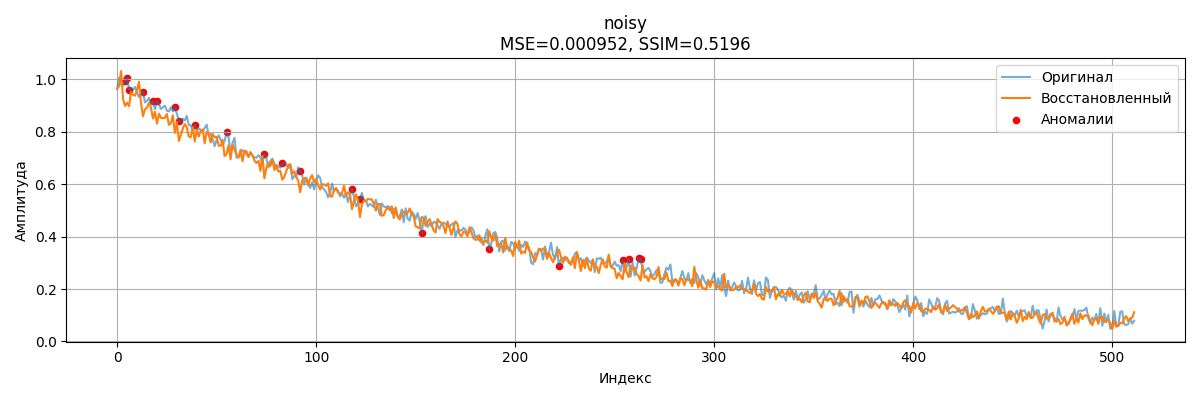 noisy
MSE=0.000952, SSIM=0.5196
Амплитуда
1.0
0.8
0.6
0.4
0.2
0.0
Оригинал
Восстановленный
Аномалии
0
100
200
300
400
500
Индекс